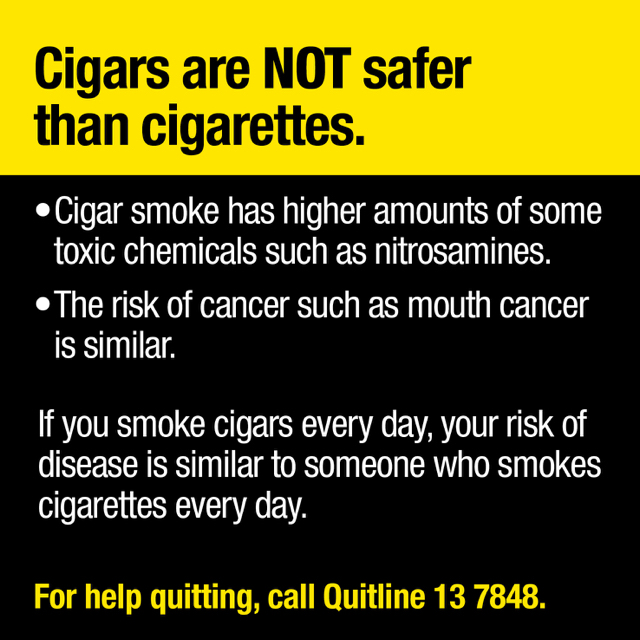 Cigars are NOT safer
than cigarettes.
•Cigar smoke has higher amounts of some
toxic chemicals such as nitrosamines.
•The risk of cancer such as mouth cancer
is similar.
If you smoke cigars every day, your risk of
disease is similar to someone who smokes
cigarettes every day.
For help quitting, call Quitline 13 7848.